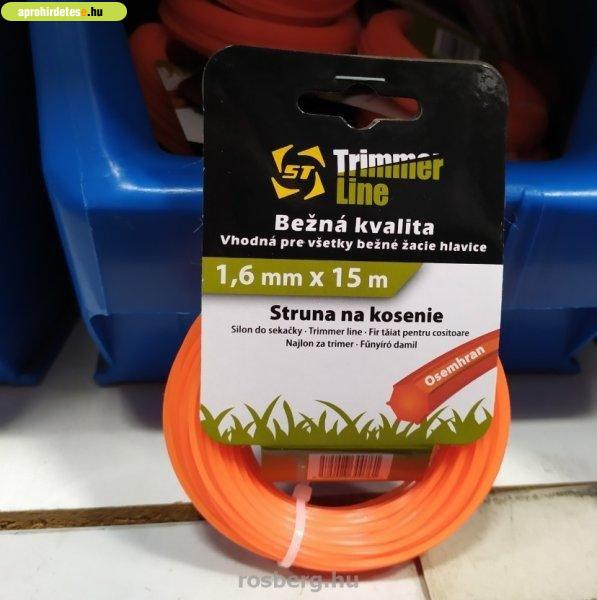 aprohirdetes.hu
ST Trimmer
Line
Bežná kvalita
Vhodná pre všetky bežné žacie hlavice
1,6 mm x 15 m
Struna na kosenie
Silon do sekačky · Trimmer line · Fir tăiat pentru cositoare
Najlon za trimer · Fűnyíró damil
Osemhran
rosberg.hu